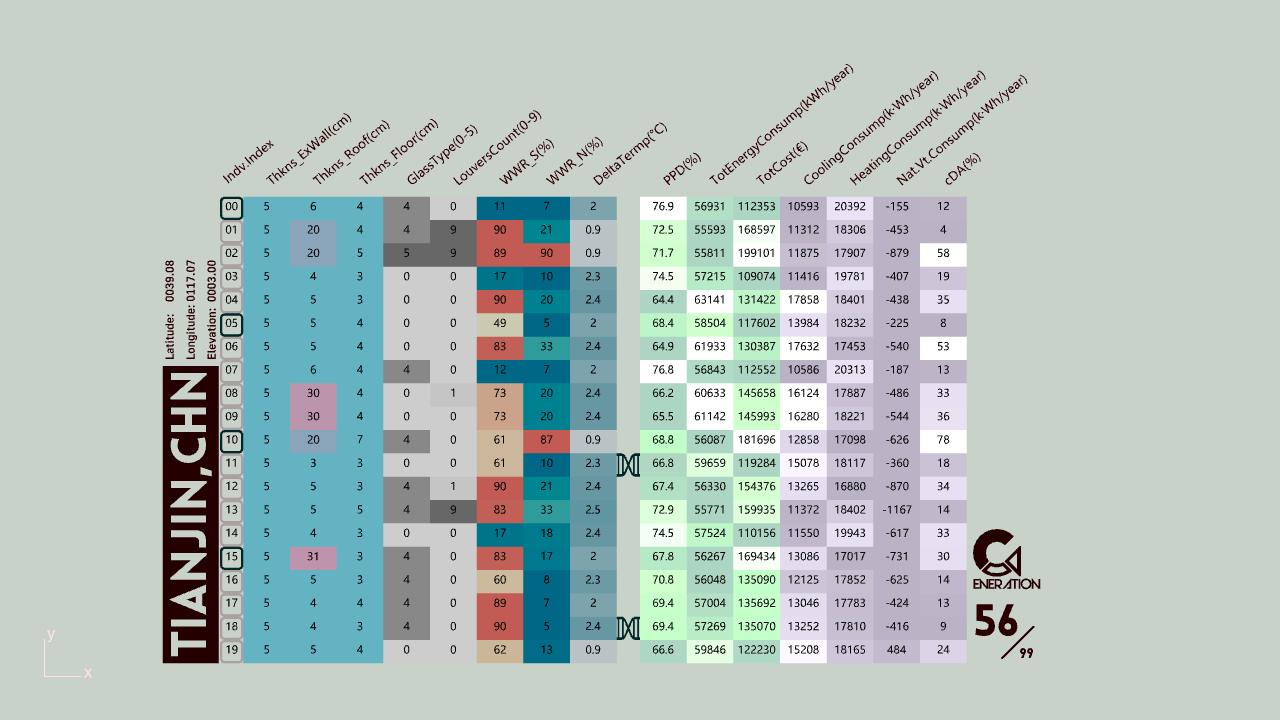 Indv.Index Thkns_ExWall(cm) Thkns_Roof(cm) Thkns_Floor(cm) GlassType(0-5) LouversCount(0-9) WWR_S(%) WWR_N(%) DeltaTermp(°C) PPD(%) TotEnergyConsump(kWh/year) TotCost(€) CoolingConsump(k·Wh/year) HeatingConsump(k·Wh/year) Nat.Vt.Consump(k·Wh/year) cDA(%)
00 5 6 4 4 0 11 7 2 76.9 56931 112353 10593 20392 -155 12
01 5 20 4 4 9 90 21 0.9 72.5 55593 168597 11312 18306 -453 4
02 5 20 5 5 9 89 90 0.9 71.7 55811 199101 11875 17907 -879 58
03 5 4 3 0 0 17 10 2.3 74.5 57215 109074 11416 19781 -407 19
04 5 5 3 0 0 90 20 2.4 64.4 63141 131422 17858 18401 -438 35
05 5 5 4 0 0 49 5 2 68.4 58504 117602 13984 18232 -225 8
06 5 5 4 0 0 83 33 2.4 64.9 61933 130387 17632 17453 -540 53
07 5 6 4 4 0 12 7 2 76.8 56843 112552 10586 20313 -187 13
08 5 30 4 0 1 73 20 2.4 66.2 60633 145658 16124 17887 -486 33
09 5 30 4 0 0 73 20 2.4 65.5 61142 145993 16280 18221 -544 36
10 5 20 7 4 0 61 87 0.9 68.8 56087 181696 12858 17098 -626 78
11 5 3 3 0 0 61 10 2.3 66.8 59659 119284 15078 18117 -360 18
12 5 5 3 4 1 90 21 2.4 67.4 56330 154376 13265 16880 -870 34
13 5 5 5 4 9 83 33 2.5 72.9 55771 159935 11372 18402 -1167 14
14 5 4 3 0 0 17 18 2.4 74.5 57524 110156 11550 19943 -617 33
15 5 31 3 4 0 83 17 2 67.8 56267 169434 13086 17017 -731 30
16 5 5 3 4 0 60 8 2.3 70.8 56048 135090 12125 17852 -625 14
17 5 4 4 4 0 89 7 2 69.4 57004 135692 13046 17783 -424 13
18 5 4 3 4 0 90 5 2.4 69.4 57269 135070 13252 17810 -416 9
19 5 5 4 0 0 62 13 0.9 66.6 59846 122230 15208 18165 484 24
Latitude: 0039.08
Longitude: 0117.07
Elevation: 0003.00
TIANJIN,CHN
GENERATION
56/99
y
x